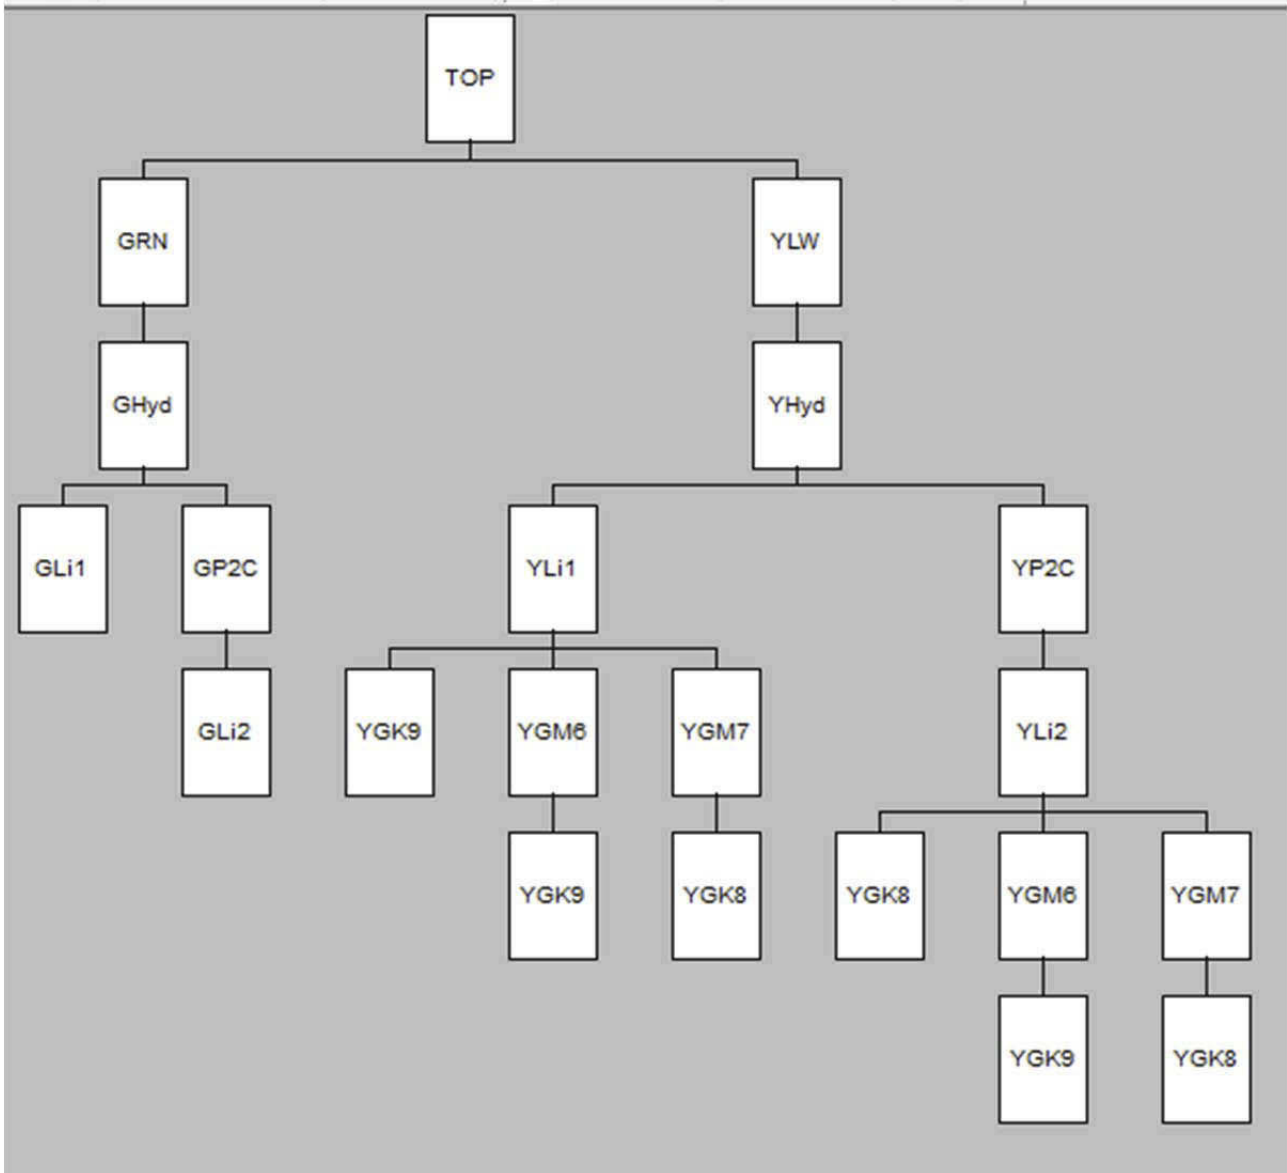 TOP
GRN
YLW
GHyd
YHyd
GLi1
GP2C
YLi1
YP2C
GLi2
YGK9
YGM6
YGM7
YLi2
YGK9
YGK8
YGK8
YGM6
YGM7
YGK9
YGK8